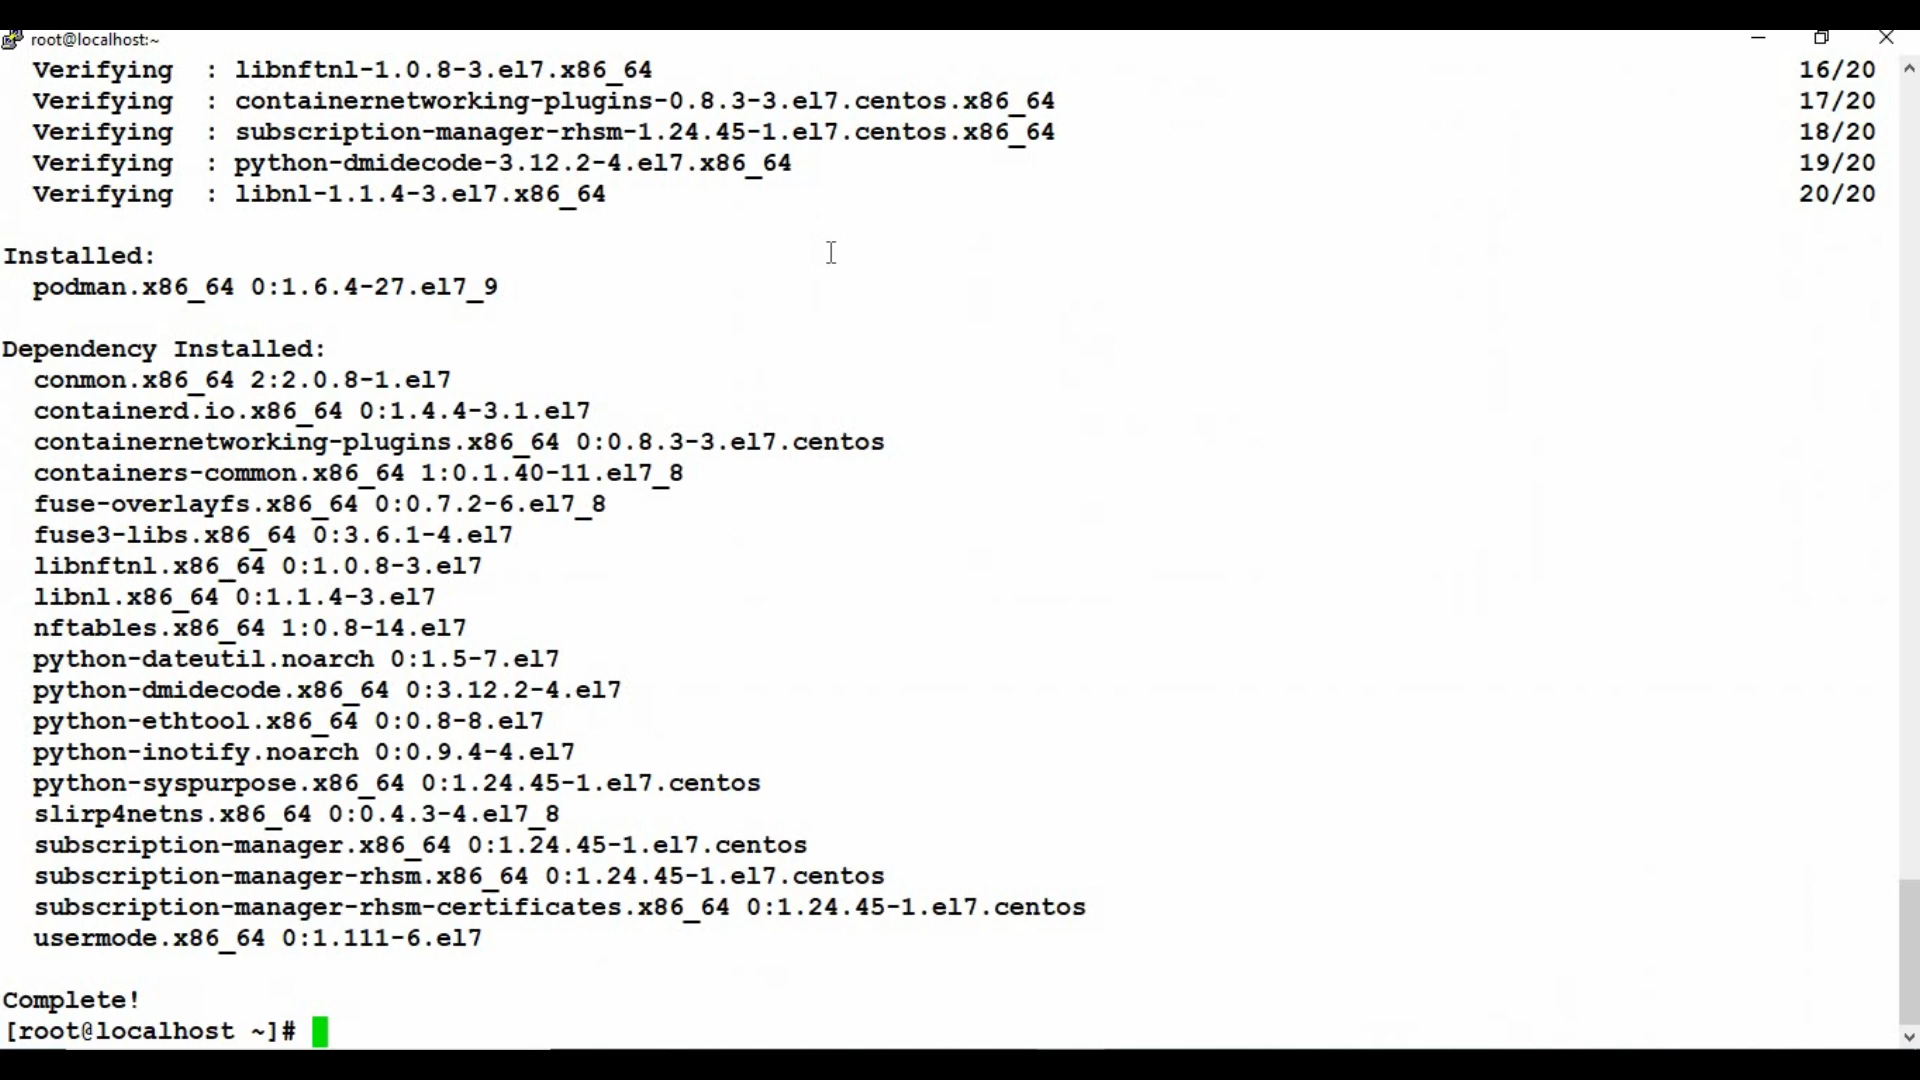 root@localhost:~
Verifying : libnftnl-1.0.8-3.el7.x86_64 16/20
Verifying : containernetworking-plugins-0.8.3-3.el7.centos.x86_64 17/20
Verifying : subscription-manager-rhsm-1.24.45-1.el7.centos.x86_64 18/20
Verifying : python-dmidecode-3.12.2-4.el7.x86_64 19/20
Verifying : libnl-1.1.4-3.el7.x86_64 20/20
Installed:
podman.x86_64 0:1.6.4-27.el7_9
Dependency Installed:
conmon.x86_64 2:2.0.8-1.el7
containerd.io.x86_64 0:1.4.4-3.1.el7
containernetworking-plugins.x86_64 0:0.8.3-3.el7.centos
containers-common.x86_64 1:0.1.40-11.el7_8
fuse-overlayfs.x86_64 0:0.7.2-6.el7_8
fuse3-libs.x86_64 0:3.6.1-4.el7
libnftnl.x86_64 0:1.0.8-3.el7
libnl.x86_64 0:1.1.4-3.el7
nftables.x86_64 1:0.8-14.el7
python-dateutil.noarch 0:1.5-7.el7
python-dmidecode.x86_64 0:3.12.2-4.el7
python-ethtool.x86_64 0:0.8-8.el7
python-inotify.noarch 0:0.9.4-4.el7
python-syspurpose.x86_64 0:1.24.45-1.el7.centos
slirp4netns.x86_64 0:0.4.3-4.el7_8
subscription-manager.x86_64 0:1.24.45-1.el7.centos
subscription-manager-rhsm.x86_64 0:1.24.45-1.el7.centos
subscription-manager-rhsm-certificates.x86_64 0:1.24.45-1.el7.centos
usermode.x86_64 0:1.111-6.el7
Complete!
[root@localhost ~]#